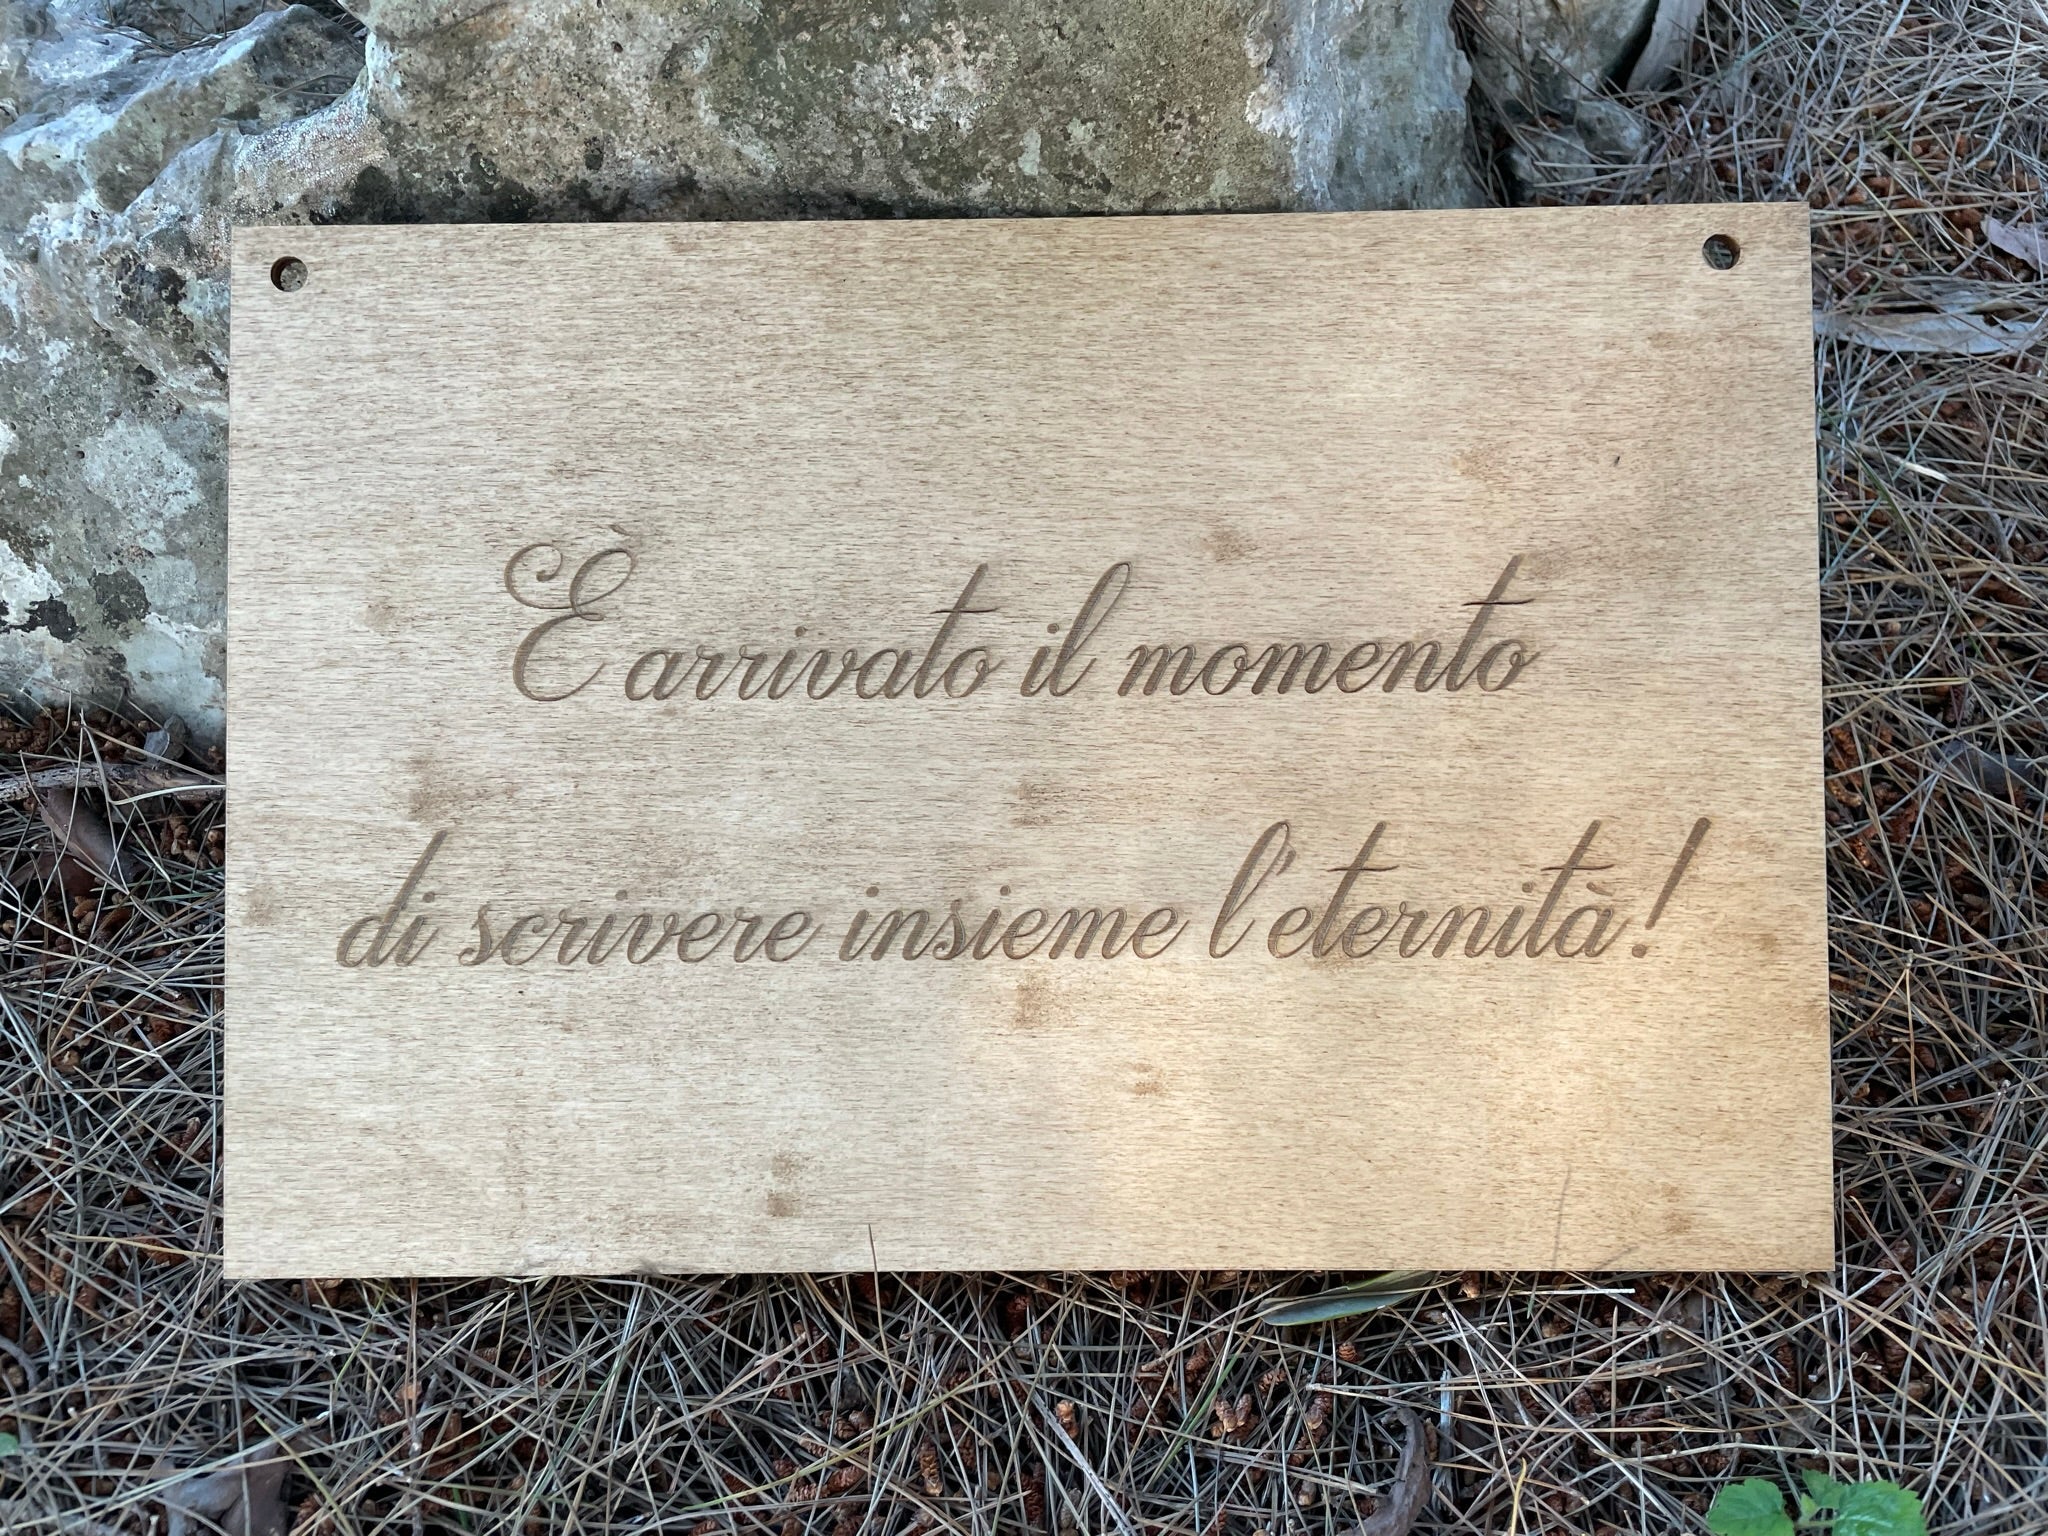 È arrivato il momento
di scrivere insieme l'eternità!